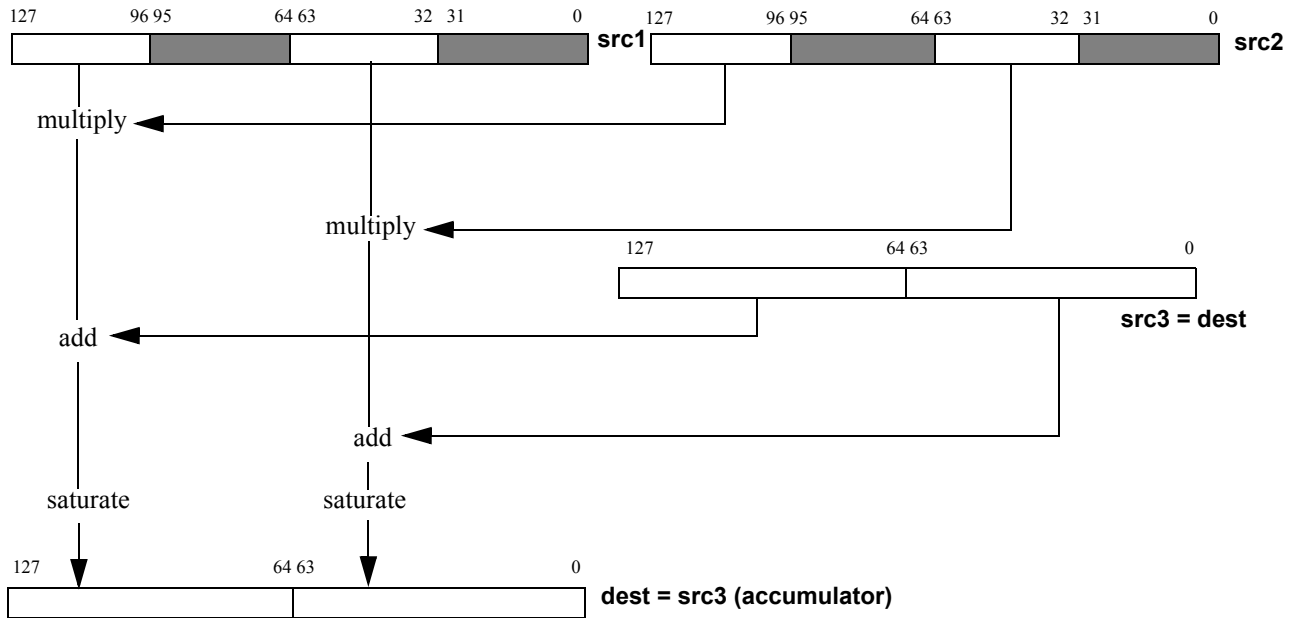 127 96 95 64 63 32 31 0 src1 127 96 95 64 63 32 31 0 src2
multiply
multiply
127 64 63 0
src3 = dest
add
add
saturate saturate
127 64 63 0
dest = src3 (accumulator)